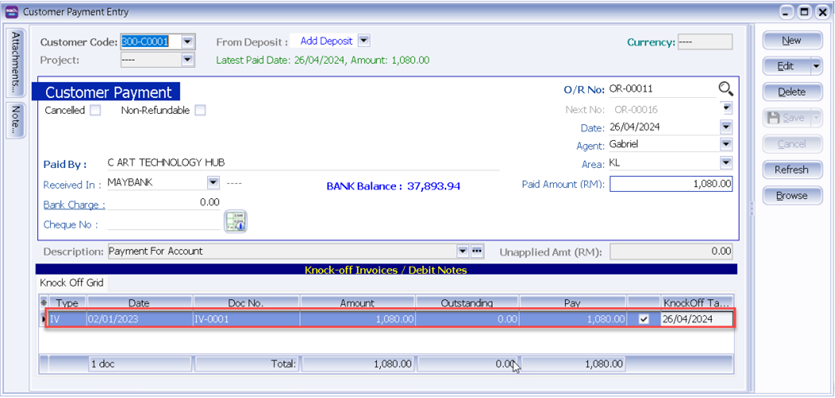 Customer Payment Entry
Attachments...
Note...
Customer Code: 300-C0001 From Deposit : Add Deposit Currency: ----
Project: ---- Latest Paid Date: 26/04/2024, Amount: 1,080.00
Customer Payment
Cancelled Non-Refundable
O/R No: OR-00011
Next No: OR-00016
Date: 26/04/2024
Agent: Gabriel
Area: KL
Paid By : C ART TECHNOLOGY HUB
Received In : MAYBANK ---- BANK Balance : 37,893.94 Paid Amount (RM): 1,080.00
Bank Charge : 0.00
Cheque No :
Description: Payment For Account Unapplied Amt (RM): 0.00
Knock-off Invoices / Debit Notes
Knock Off Grid
Type Date Doc No. Amount Outstanding Pay KnockOff Ta...
IV 02/01/2023 IV-0001 1,080.00 0.00 1,080.00 26/04/2024
1 doc Total: 1,080.00 0.00 1,080.00
New
Edit
Delete
Save
Cancel
Refresh
Browse